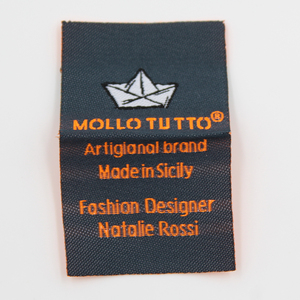 MOLLO TUTTO®
Artigianal brand
Made in Sicily
Fashion Designer
Natalie Rossi